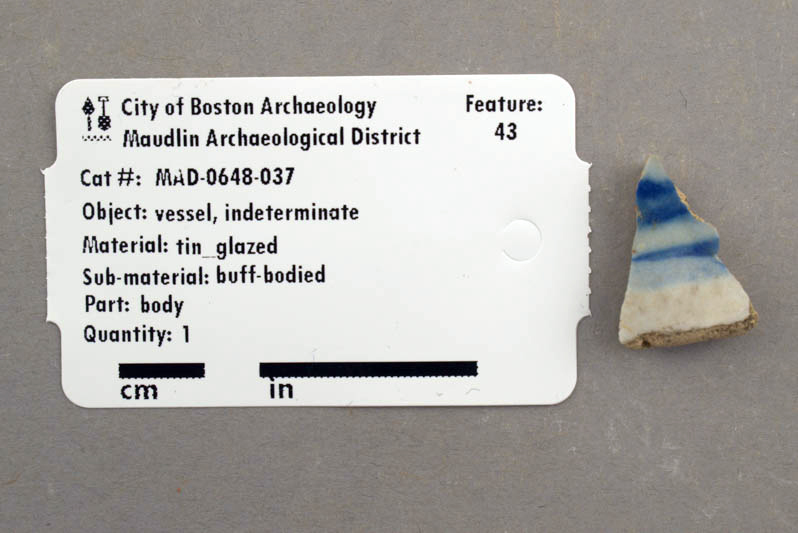 City of Boston Archaeology
Maudlin Archaeological District
Feature:
43
Cat #: MAD-0648-037
Object: vessel, indeterminate
Material: tin_glazed
Sub-material: buff-bodied
Part: body
Quantity: 1
cm in